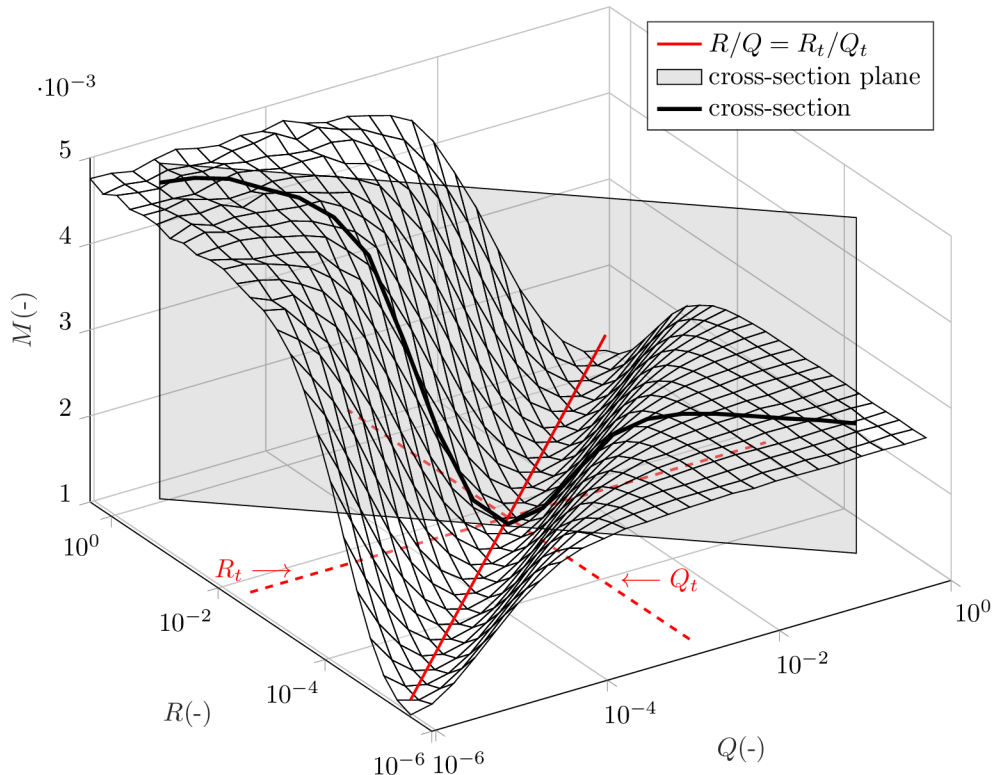 R/Q = R_t/Q_t
cross-section plane
cross-section
·10^{-3}
5
4
3
2
1
M(-)
10^0
10^{-2}
10^{-4}
10^{-6}
R(-)
10^{-6}
10^{-4}
10^{-2}
10^0
Q(-)
R_t →
← Q_t